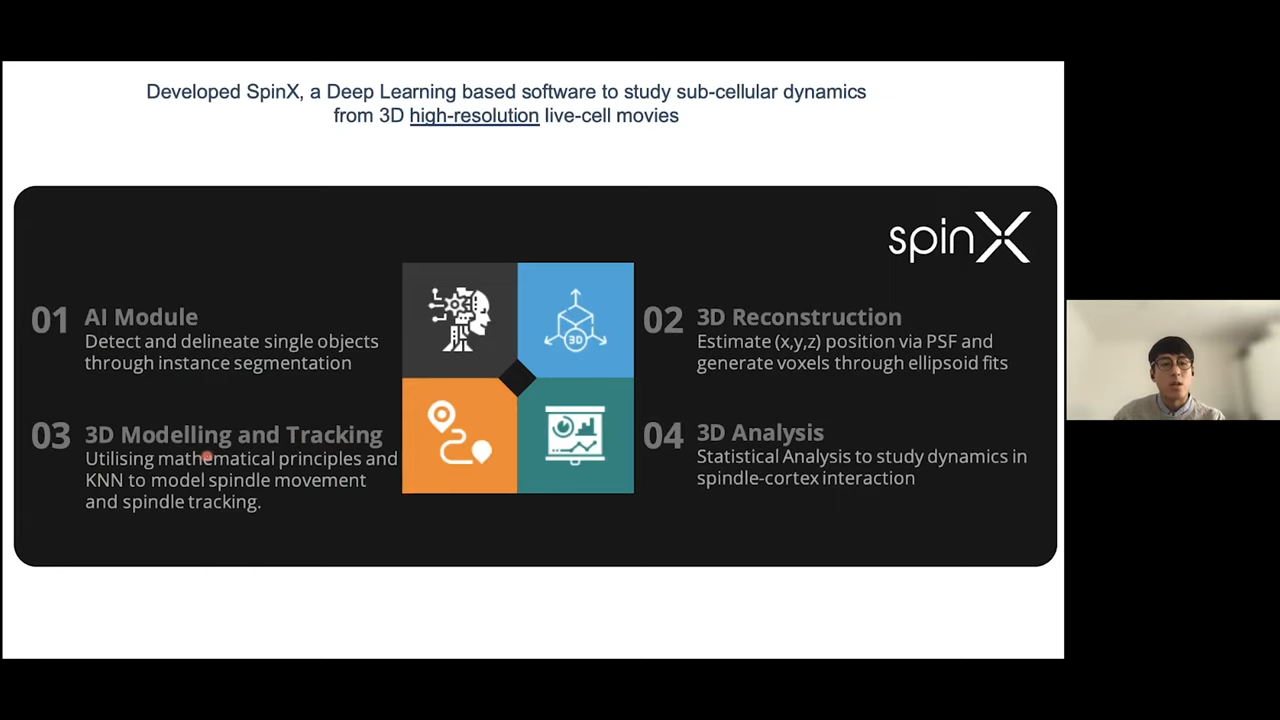 Developed SpinX, a Deep Learning based software to study sub-cellular dynamics
from 3D high-resolution live-cell movies
spinX
01 AI Module
Detect and delineate single objects
through instance segmentation
02 3D Reconstruction
Estimate (x,y,z) position via PSF and
generate voxels through ellipsoid fits
3D
03 3D Modelling and Tracking
Utilising mathematical principles and
KNN to model spindle movement
and spindle tracking.
04 3D Analysis
Statistical Analysis to study dynamics in
spindle-cortex interaction